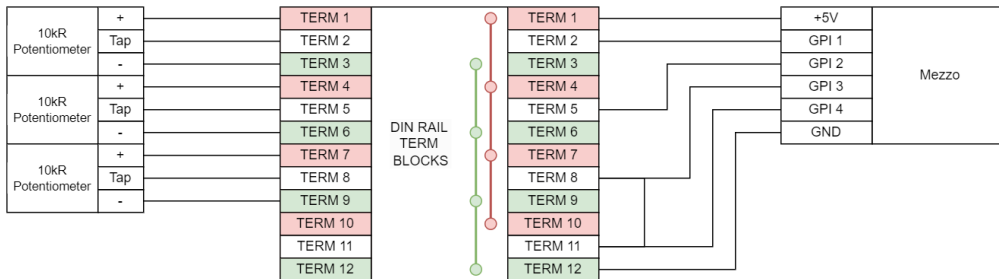 10kR
Potentiometer
+
Tap
-
10kR
Potentiometer
+
Tap
-
10kR
Potentiometer
+
Tap
-
TERM 1
TERM 2
TERM 3
TERM 4
TERM 5
TERM 6
TERM 7
TERM 8
TERM 9
TERM 10
TERM 11
TERM 12
DIN RAIL
TERM
BLOCKS
TERM 1
TERM 2
TERM 3
TERM 4
TERM 5
TERM 6
TERM 7
TERM 8
TERM 9
TERM 10
TERM 11
TERM 12
+5V
GPI 1
GPI 2
GPI 3
GPI 4
GND
Mezzo